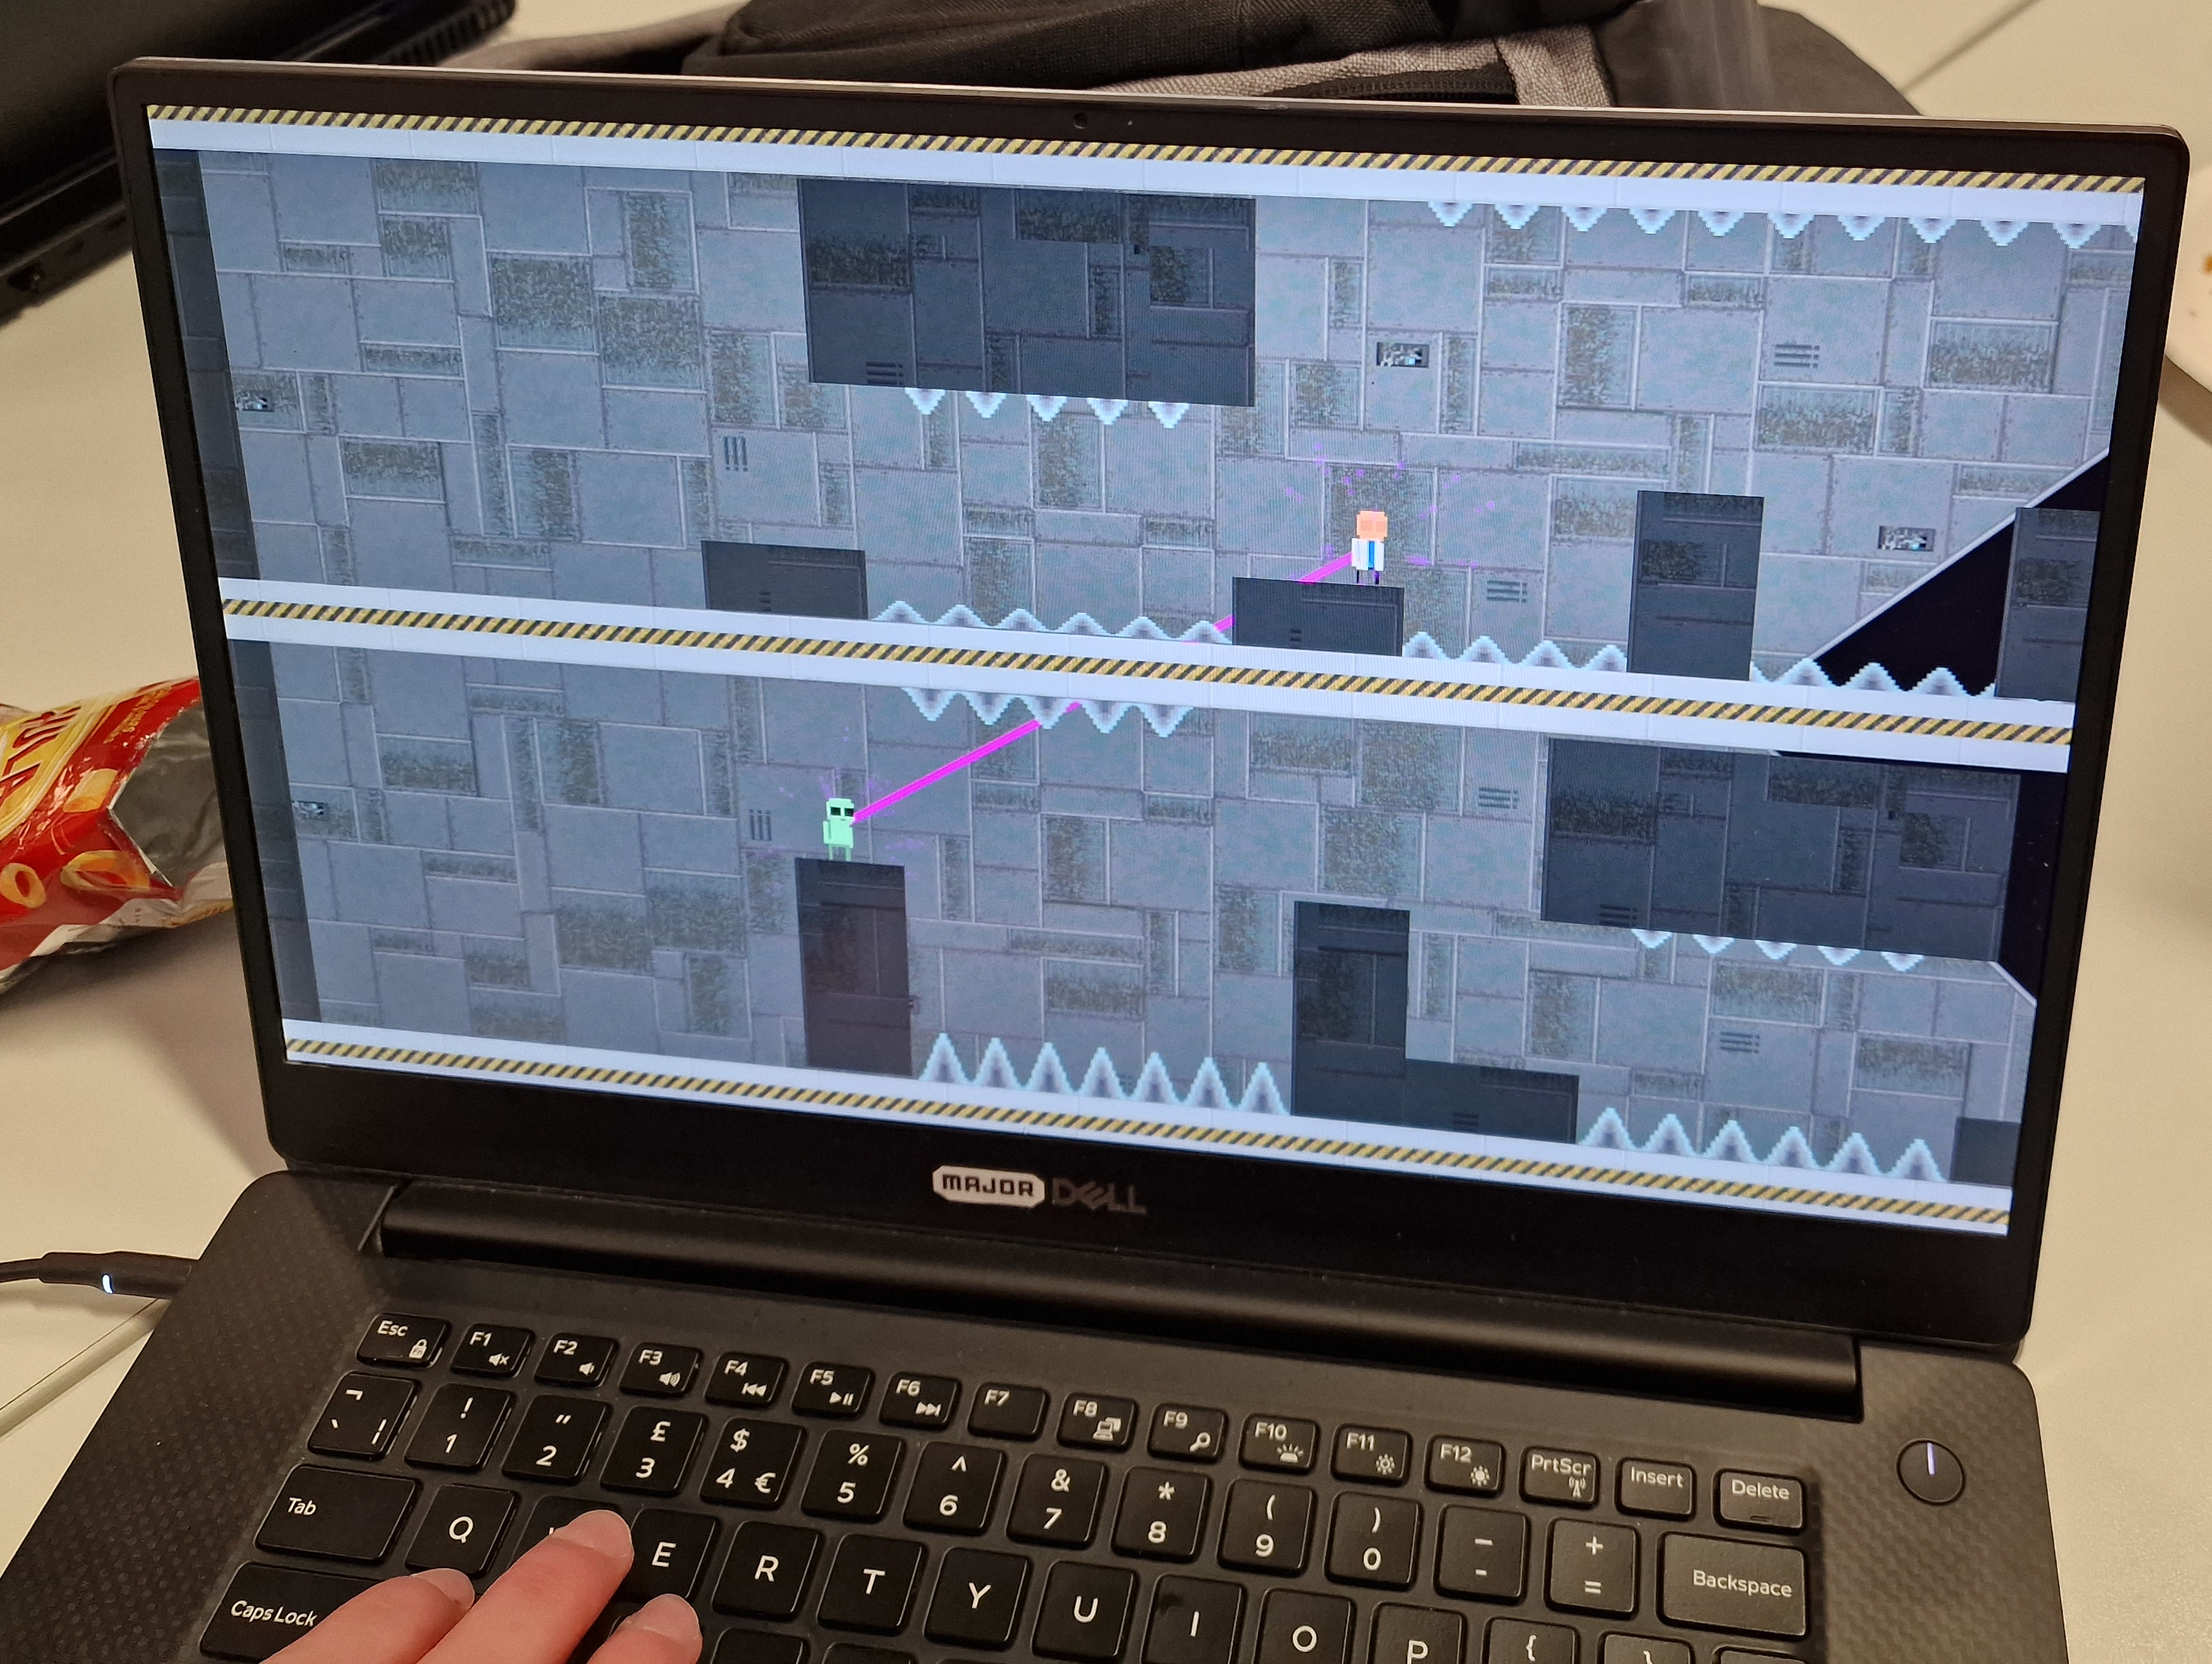 MAJOR DELL
Esc F1 F2 F3 F4 F5 F6 F7 F8 F9 F10 F11 F12 PrtScr Insert Delete
¬ ` ¦ ! 1 " 2 £ 3 $ 4 € % 5 ^ 6 & 7 * 8 ( 9 ) 0 _ - + = Backspace
Tab Q E R T Y U I O P { }
Caps Lock